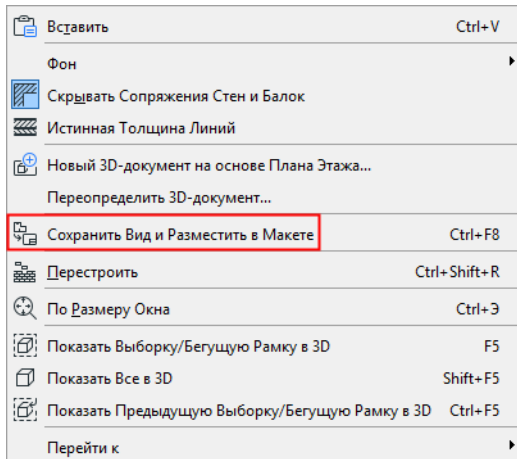 Вставить Ctrl+V
Фон
Скрывать Сопряжения Стен и Балок
Истинная Толщина Линий
Новый 3D-документ на основе Плана Этажа...
Переопределить 3D-документ...
Сохранить Вид и Разместить в Макете Ctrl+F8
Перестроить Ctrl+Shift+R
По Размеру Окна Ctrl+Э
Показать Выборку/Бегущую Рамку в 3D F5
Показать Все в 3D Shift+F5
Показать Предыдущую Выборку/Бегущую Рамку в 3D Ctrl+F5
Перейти к